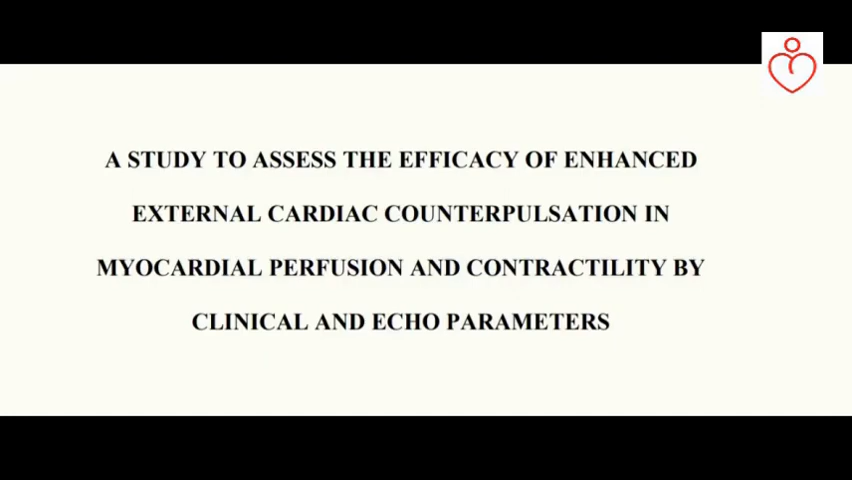 A STUDY TO ASSESS THE EFFICACY OF ENHANCED
EXTERNAL CARDIAC COUNTERPULSATION IN
MYOCARDIAL PERFUSION AND CONTRACTILITY BY
CLINICAL AND ECHO PARAMETERS